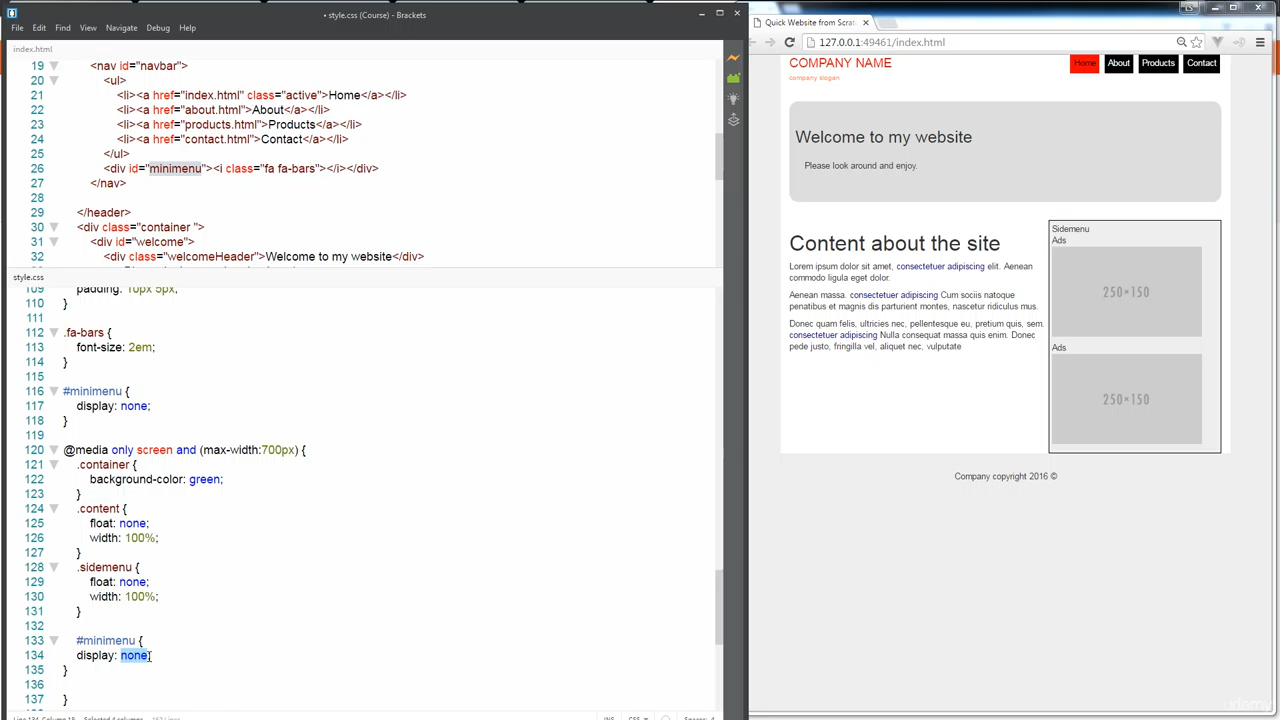 • style.css (Course) - Brackets
File Edit Find View Navigate Debug Help
index.html
19 <nav id="navbar">
20 <ul>
21 <li><a href="index.html" class="active">Home</a></li>
22 <li><a href="about.html">About</a></li>
23 <li><a href="products.html">Products</a></li>
24 <li><a href="contact.html">Contact</a></li>
25 </ul>
26 <div id="minimenu"><i class="fa fa-bars"></i></div>
27 </nav>
28
29 </header>
30 <div class="container ">
31 <div id="welcome">
32 <div class="welcomeHeader">Welcome to my website</div>
style.css
109 padding: 10px 5px;
110 }
111
112 .fa-bars {
113 font-size: 2em;
114 }
115
116 #minimenu {
117 display: none;
118 }
119
120 @media only screen and (max-width:700px) {
121 .container {
122 background-color: green;
123 }
124 .content {
125 float: none;
126 width: 100%;
127 }
128 .sidemenu {
129 float: none;
130 width: 100%;
131 }
132
133 #minimenu {
134 display: none;
135 }
136
137 }
Quick Website from Scrat
127.0.0.1:49461/index.html
COMPANY NAME
company slogan
Home About Products Contact
Welcome to my website
Please look around and enjoy.
Content about the site
Lorem ipsum dolor sit amet, consectetuer adipiscing elit. Aenean
commodo ligula eget dolor.
Aenean massa. consectetuer adipiscing Cum sociis natoque
penatibus et magnis dis parturient montes, nascetur ridiculus mus.
Donec quam felis, ultricies nec, pellentesque eu, pretium quis, sem.
consectetuer adipiscing Nulla consequat massa quis enim. Donec
pede justo, fringilla vel, aliquet nec, vulputate
Sidemenu
Ads
250×150
Ads
250×150
Company copyright 2016 ©
udemy